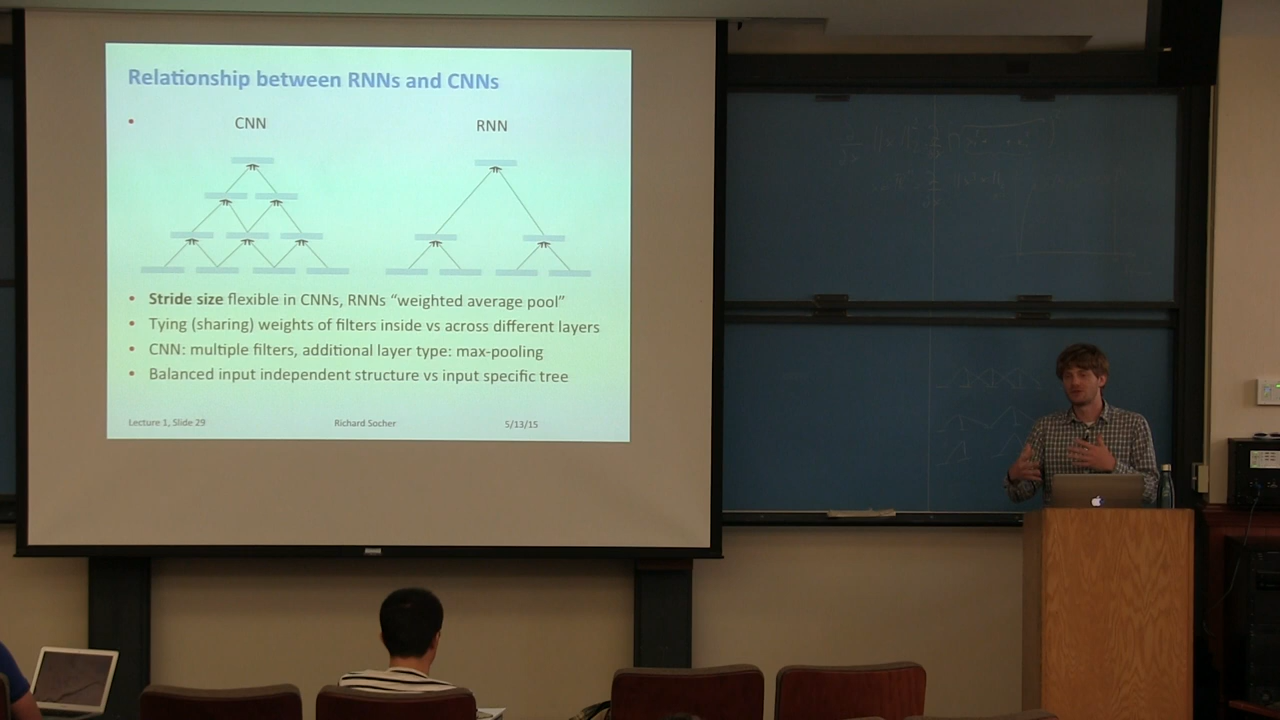 Relationship between RNNs and CNNs
• CNN RNN
• Stride size flexible in CNNs, RNNs “weighted average pool”
• Tying (sharing) weights of filters inside vs across different layers
• CNN: multiple filters, additional layer type: max-pooling
• Balanced input independent structure vs input specific tree
Lecture 1, Slide 29 Richard Socher 5/13/15